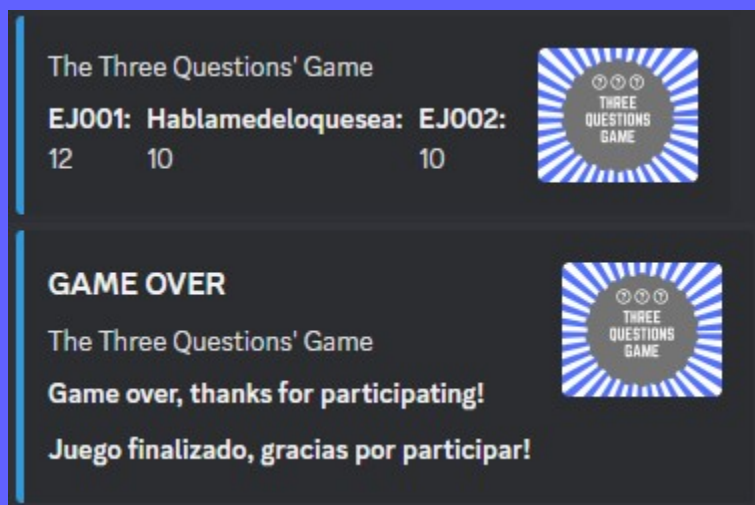 The Three Questions' Game
EJ001: Hablamedeloquesea: EJ002:
12 10 10
? ? ?
THREE
QUESTIONS
GAME
GAME OVER
The Three Questions' Game
Game over, thanks for participating!
Juego finalizado, gracias por participar!
? ? ?
THREE
QUESTIONS
GAME